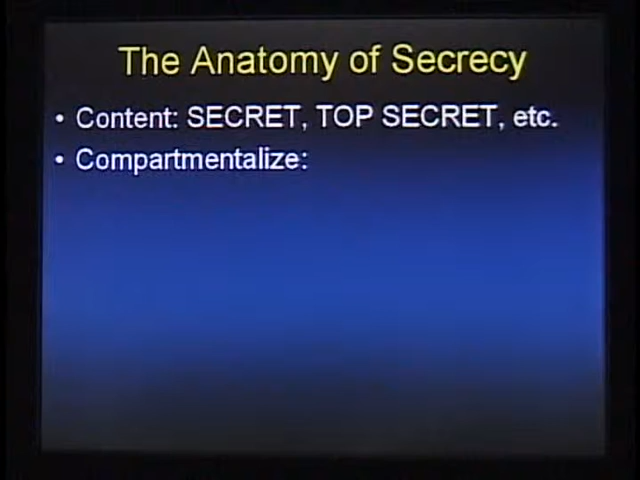 The Anatomy of Secrecy
• Content: SECRET, TOP SECRET, etc.
• Compartmentalize: